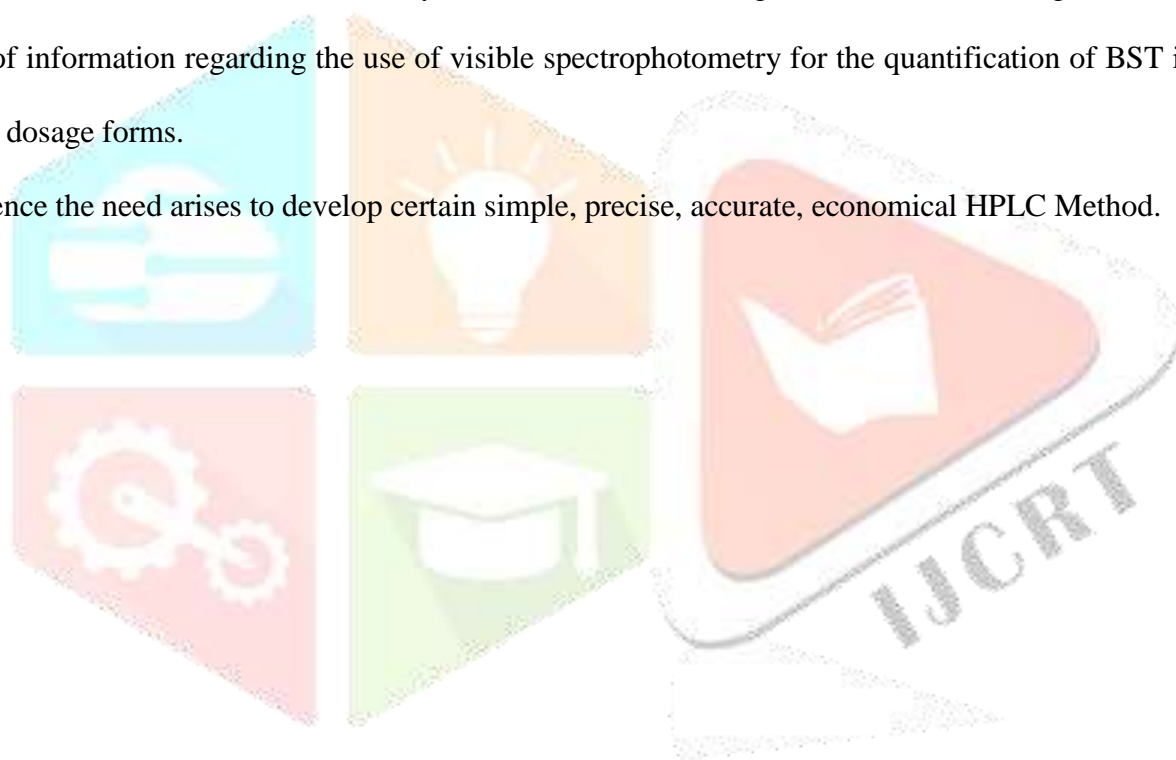 of information regarding the use of visible spectrophotometry for the quantification of BST
dosage forms.
ence the need arises to develop certain simple, precise, accurate, economical HPLC Method.
IJCRT